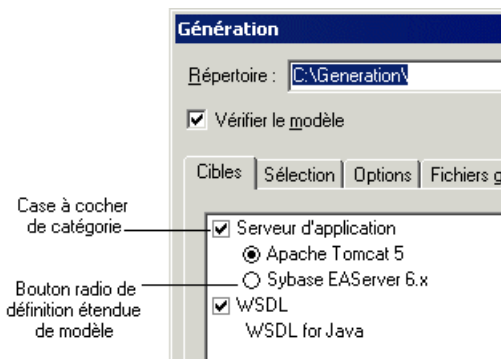 Génération
Répertoire : C:\Generation\
Vérifier le modèle
Cibles Sélection Options Fichiers g
Case à cocher
de catégorie
Serveur d'application
Apache Tomcat 5
Sybase EAServer 6.x
Bouton radio de
définition étendue
de modèle
WSDL
WSDL for Java